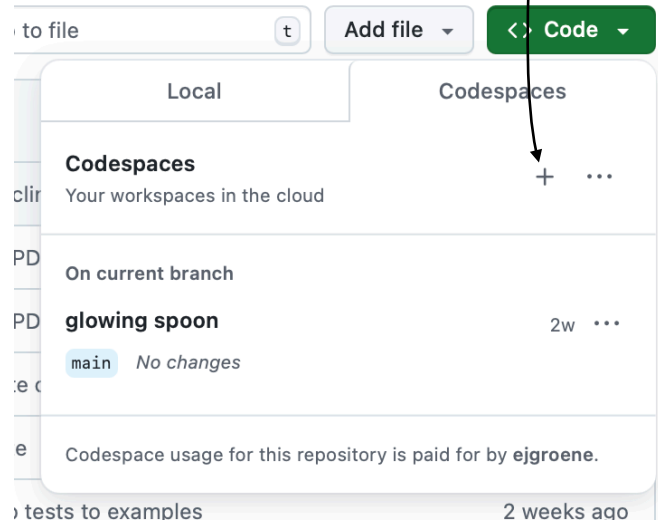 to file t Add file <> Code
Local Codespaces
Codespaces
Your workspaces in the cloud
On current branch
glowing spoon 2w
main No changes
Codespace usage for this repository is paid for by ejgroene.
tests to examples 2 weeks ago